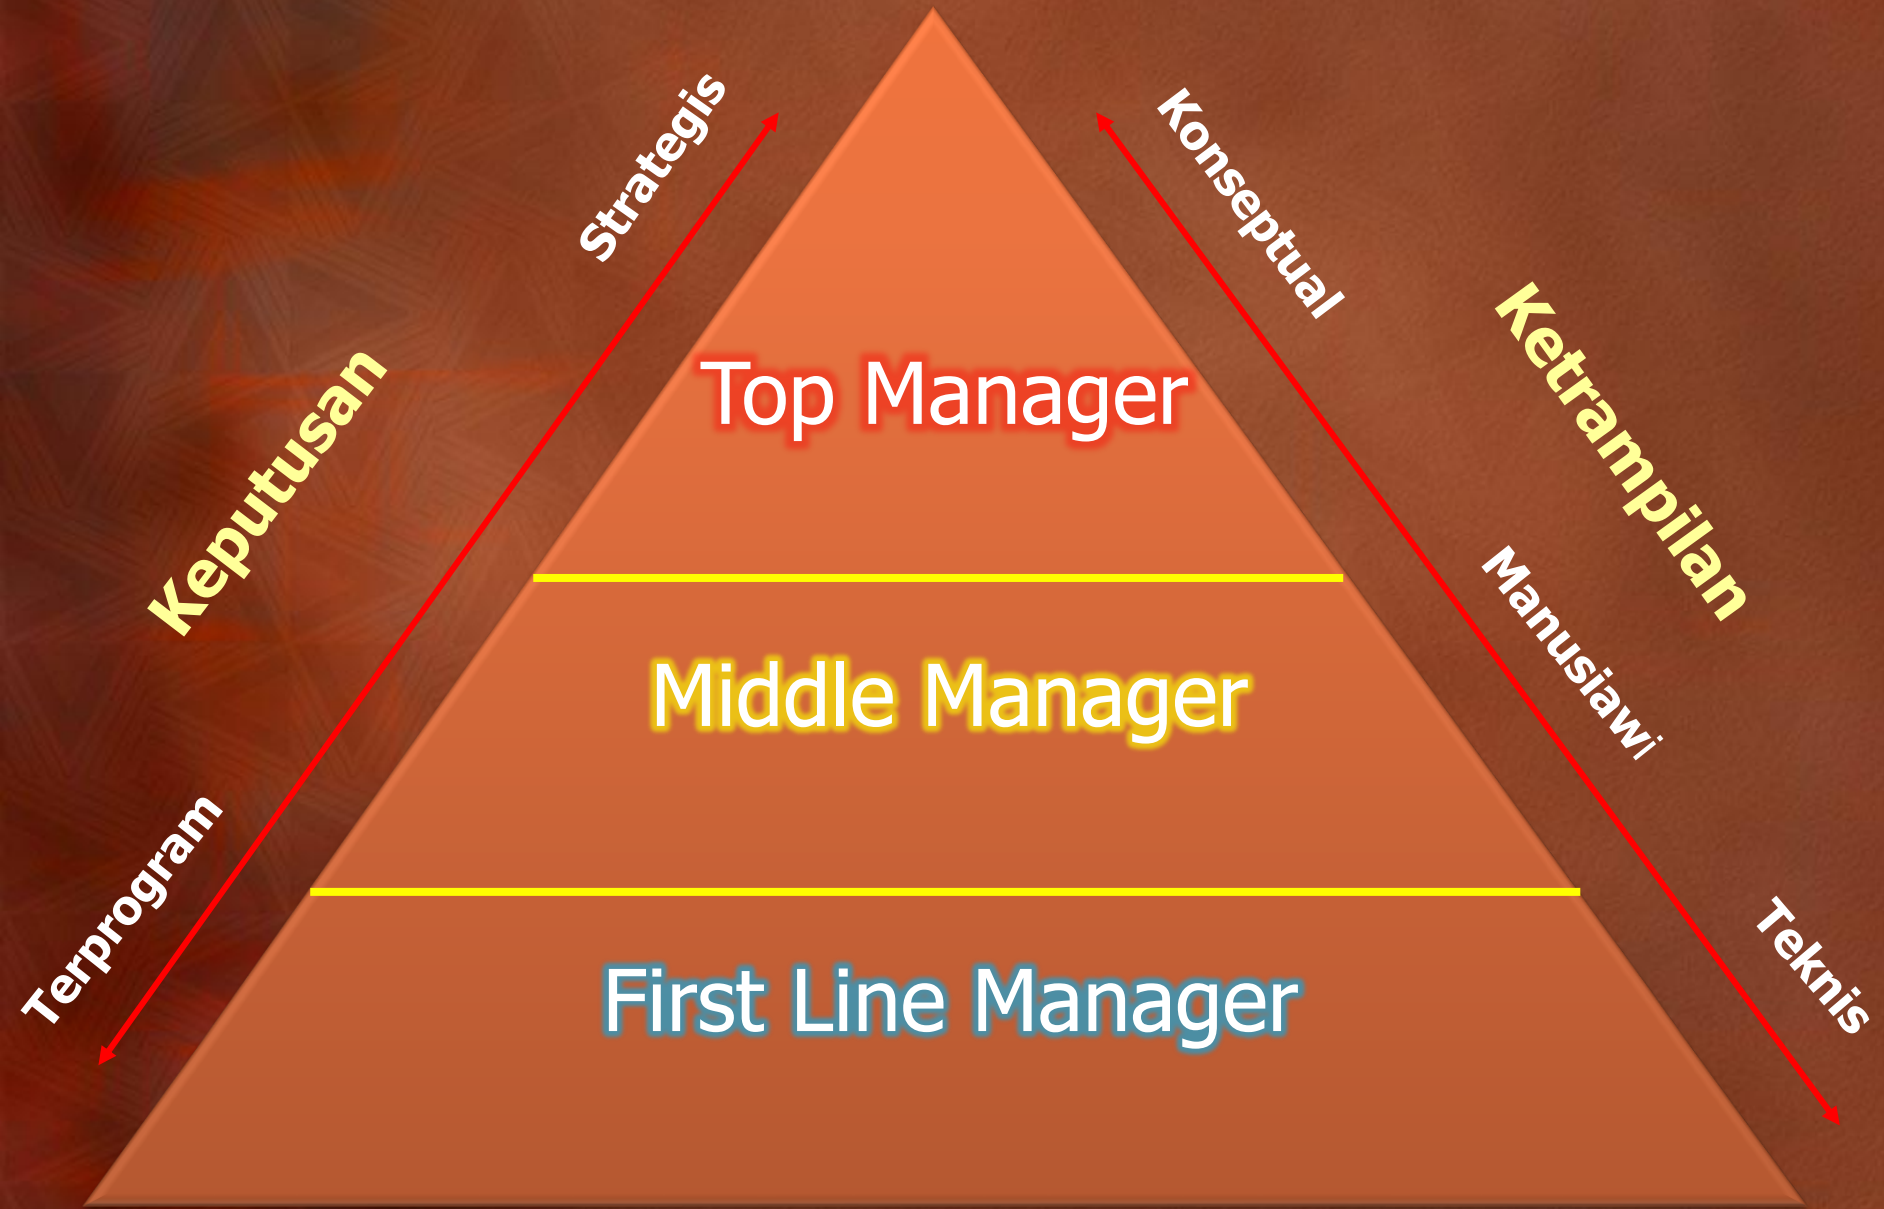 Strategis
Konseptual
Keputusan
Ketrampilan
Top Manager
Manusiawi
Middle Manager
Terprogram
Teknis
First Line Manager